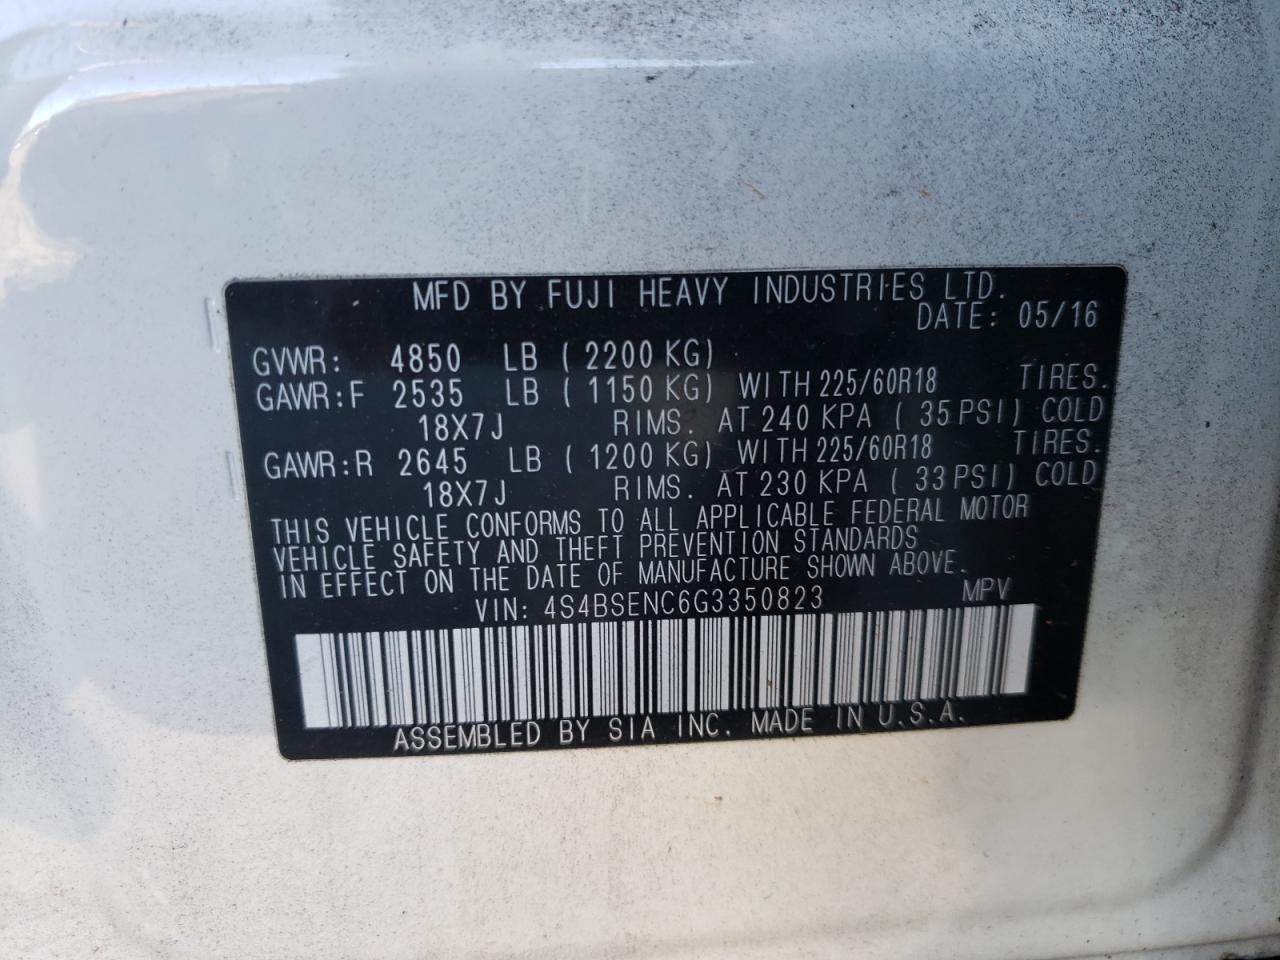 MFD BY FUJI HEAVY INDUSTRIES LTD.
DATE: 05/16
GVWR: 4850 LB ( 2200 KG)
GAWR:F 2535 LB ( 1150 KG) WITH 225/60R18 TIRES.
18X7J RIMS. AT 240 KPA ( 35 PSI) COLD
GAWR:R 2645 LB ( 1200 KG) WITH 225/60R18 TIRES.
18X7J RIMS. AT 230 KPA ( 33 PSI) COLD
THIS VEHICLE CONFORMS TO ALL APPLICABLE FEDERAL MOTOR
VEHICLE SAFETY AND THEFT PREVENTION STANDARDS
IN EFFECT ON THE DATE OF MANUFACTURE SHOWN ABOVE.
VIN: 4S4BSENC6G3350823 MPV
ASSEMBLED BY SIA INC. MADE IN U.S.A.